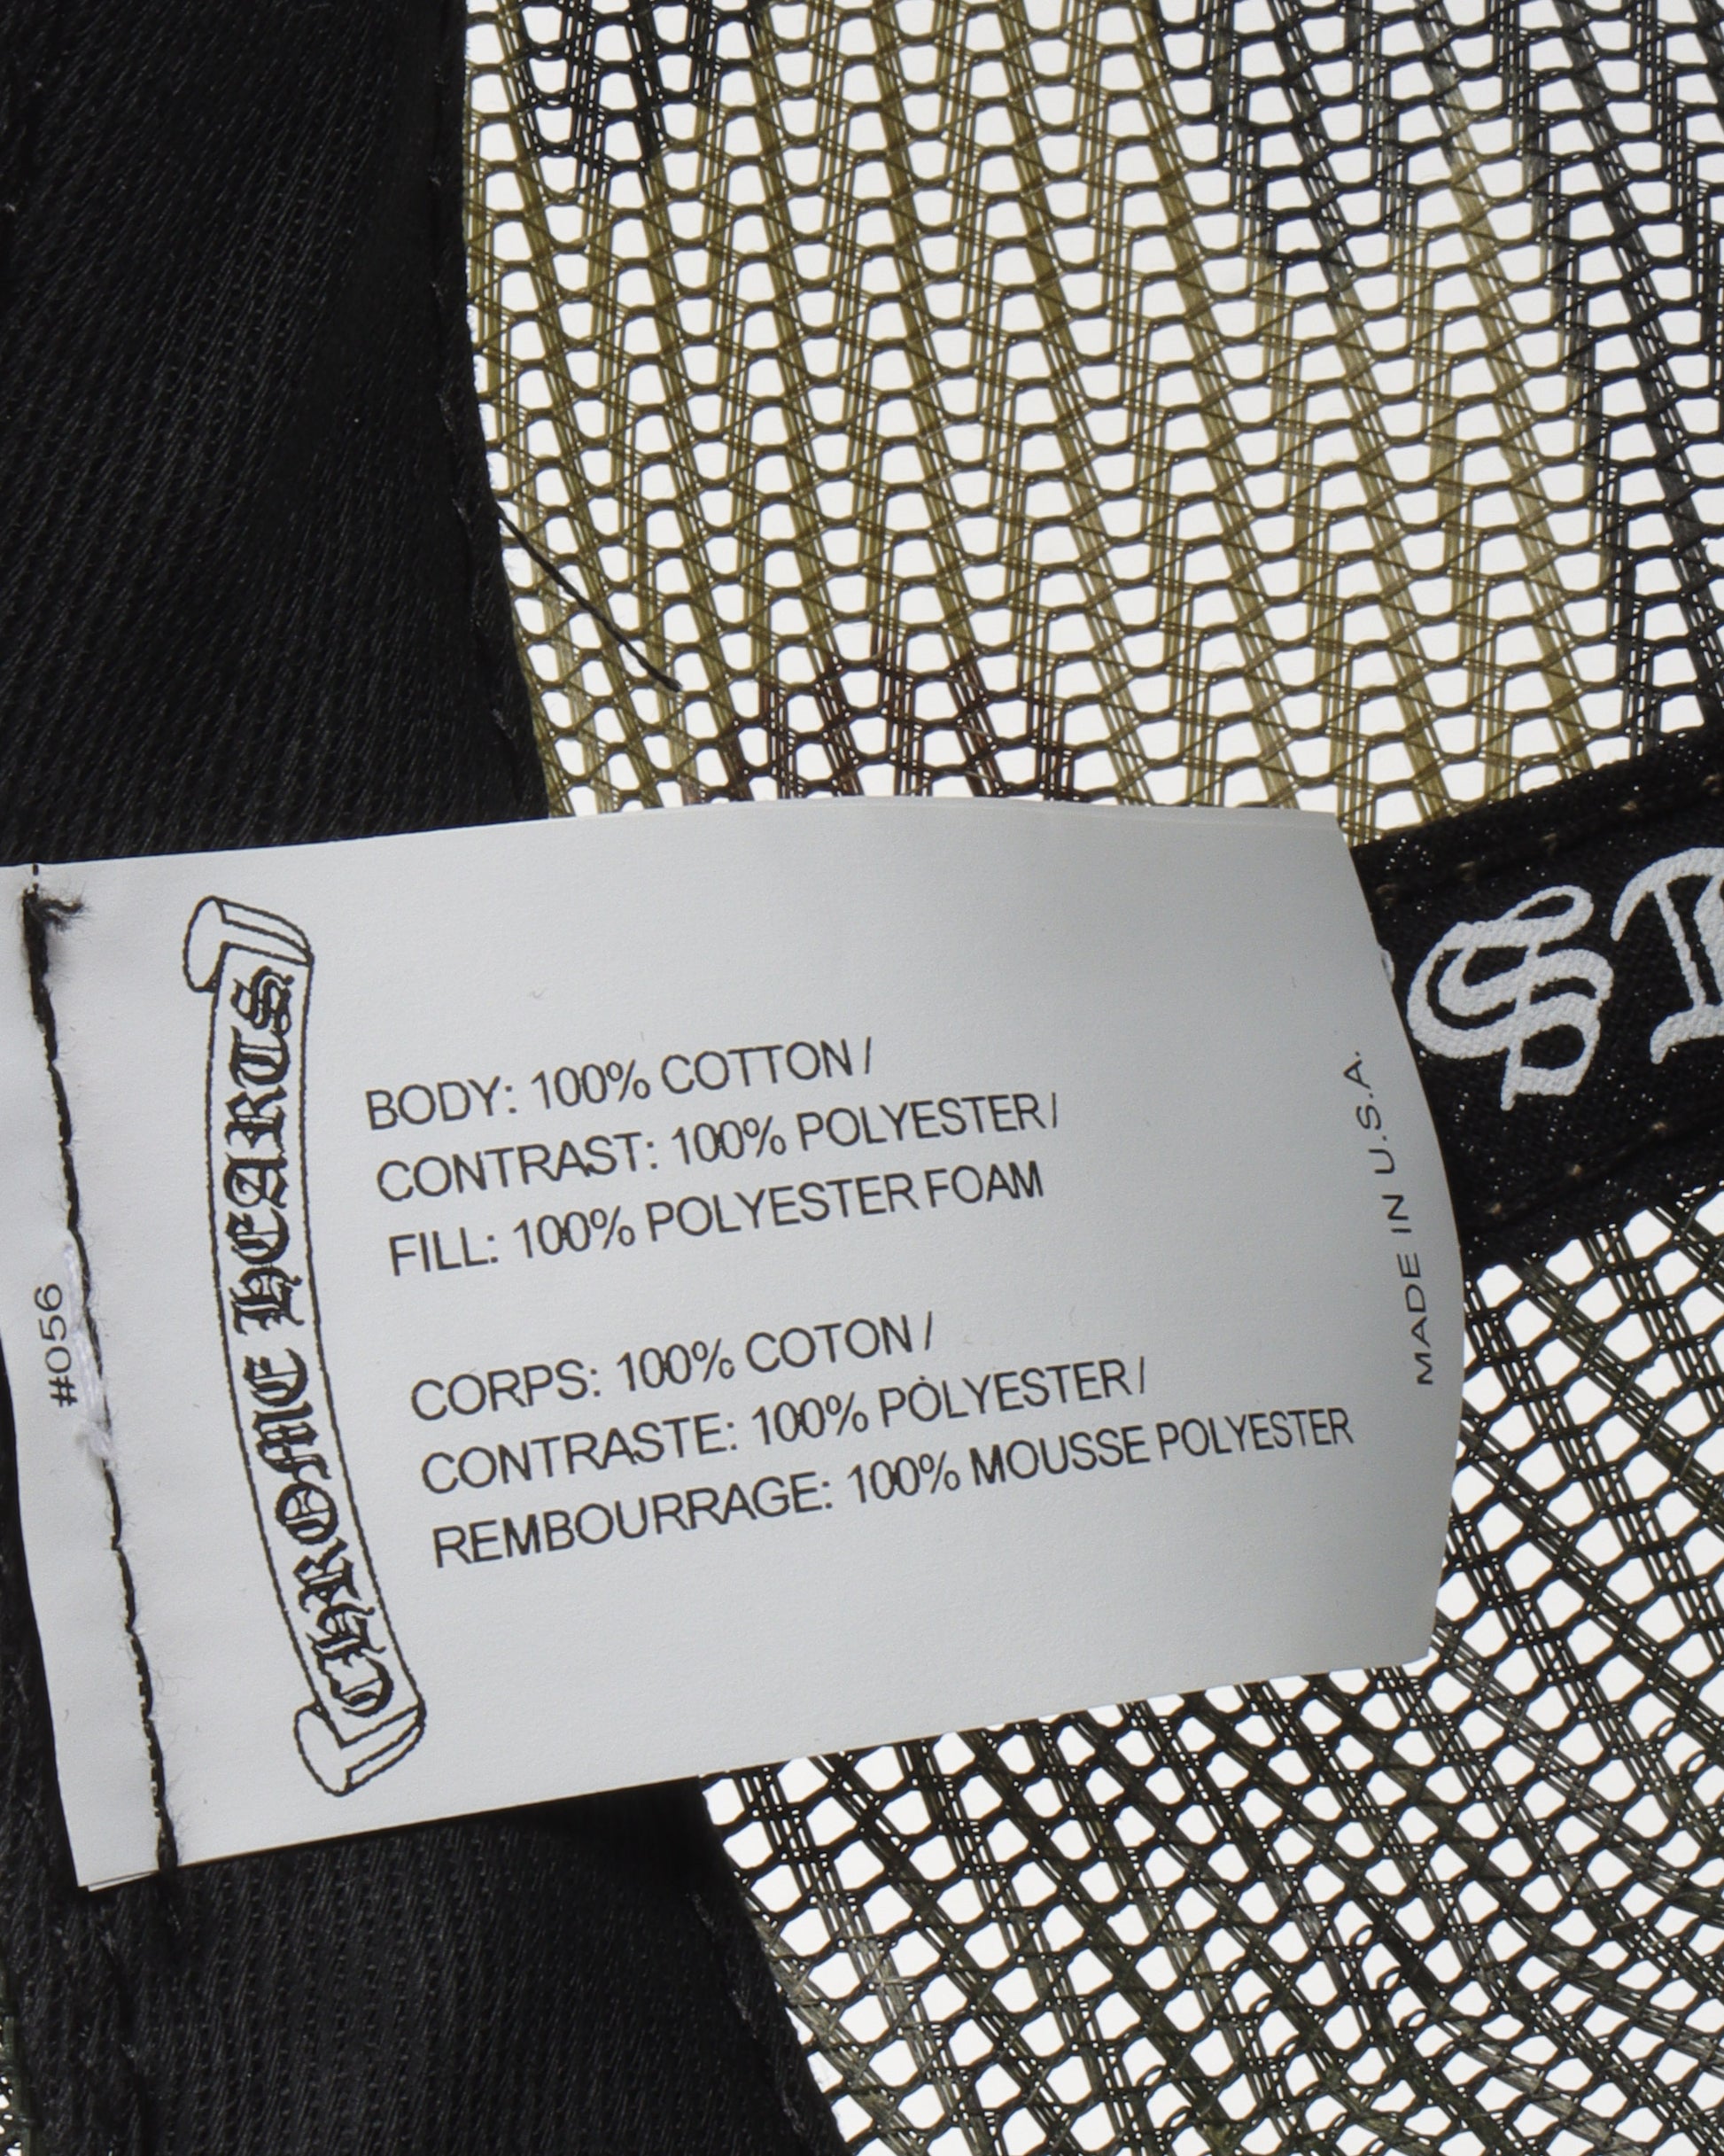 #056
CHROME HEARTS
BODY: 100% COTTON /
CONTRAST: 100% POLYESTER /
FILL: 100% POLYESTER FOAM
CORPS: 100% COTON /
CONTRASTE: 100% POLYESTER /
REMBOURRAGE: 100% MOUSSE POLYESTER
MADE IN U.S.A.
S